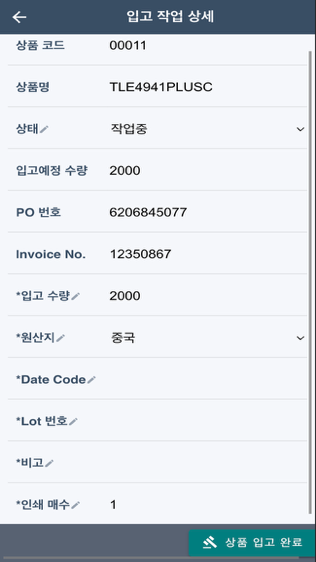 입고 작업 상세
상품 코드 00011
상품명 TLE4941PLUSC
상태 작업중
입고예정 수량 2000
PO 번호 6206845077
Invoice No. 12350867
*입고 수량 2000
*원산지 중국
*Date Code
*Lot 번호
*비고
*인쇄 매수 1
상품 입고 완료